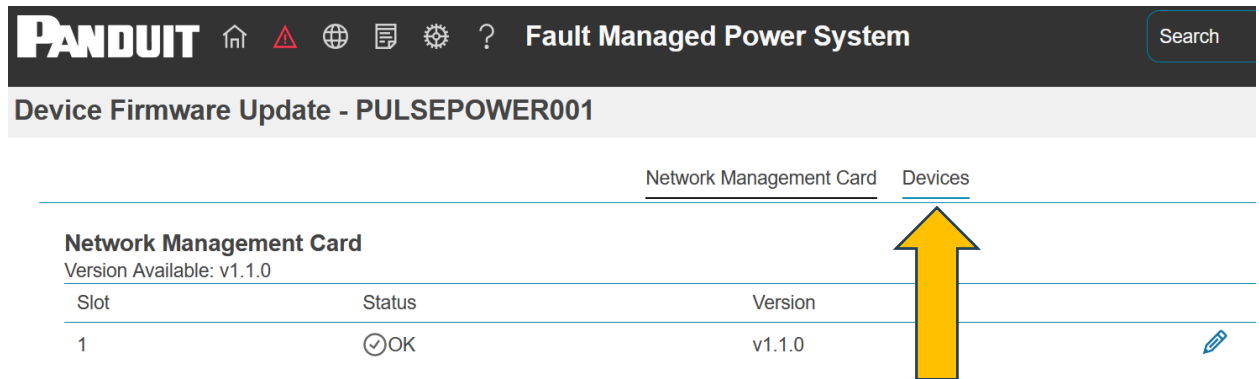 PANDUIT ? Fault Managed Power System Search
Device Firmware Update - PULSEPOWER001
Network Management Card Devices
Network Management Card
Version Available: v1.1.0
Slot Status Version
1 OK v1.1.0